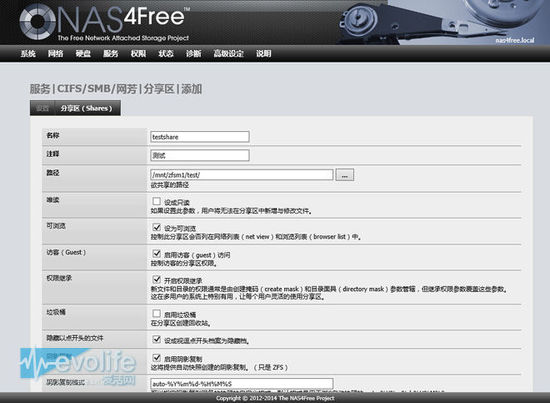 NAS4Free™
The Free Network Attached Storage Project
nas4free.local
系统 网络 硬盘 服务 权限 状态 诊断 高级设定 说明
服务|CIFS/SMB/网芳|分享区|添加
设置 分享区（Shares）
名称 testshare
注释 测试
路径 /mnt/zfsm1/test/ ...
欲共享的路径
唯读 设成只读
如果设置此参数，用户将无法在分享区中新增与修改文件。
可浏览 设为可浏览
控制此分享区会否列在网络列表（net view）和浏览列表（browser list）中。
访客（Guest） 启用访客（guest）访问
控制访客的分享区权限。
权限继承 开启权限继承
新文件和目录的权限通常是由创建掩码（create mask）和目录面具（directory mask）参数管辖，但继承权限参数覆盖这些参数。
这在多用户的系统上特别有用，让每个用户灵活的使用分享区。
垃圾桶 启用垃圾桶
在分享区创建回收站。
隐藏以点开头的文件 设成视温点开头档案为隐藏档。
启用阴影复制
这将提供自动快照创建的阴影复制。（只是 ZFS）
阴影复制格式 auto-%Y%m%d-%H%M%S
evolife
爱活网
Copyright © 2012-2014 The NAS4Free Project